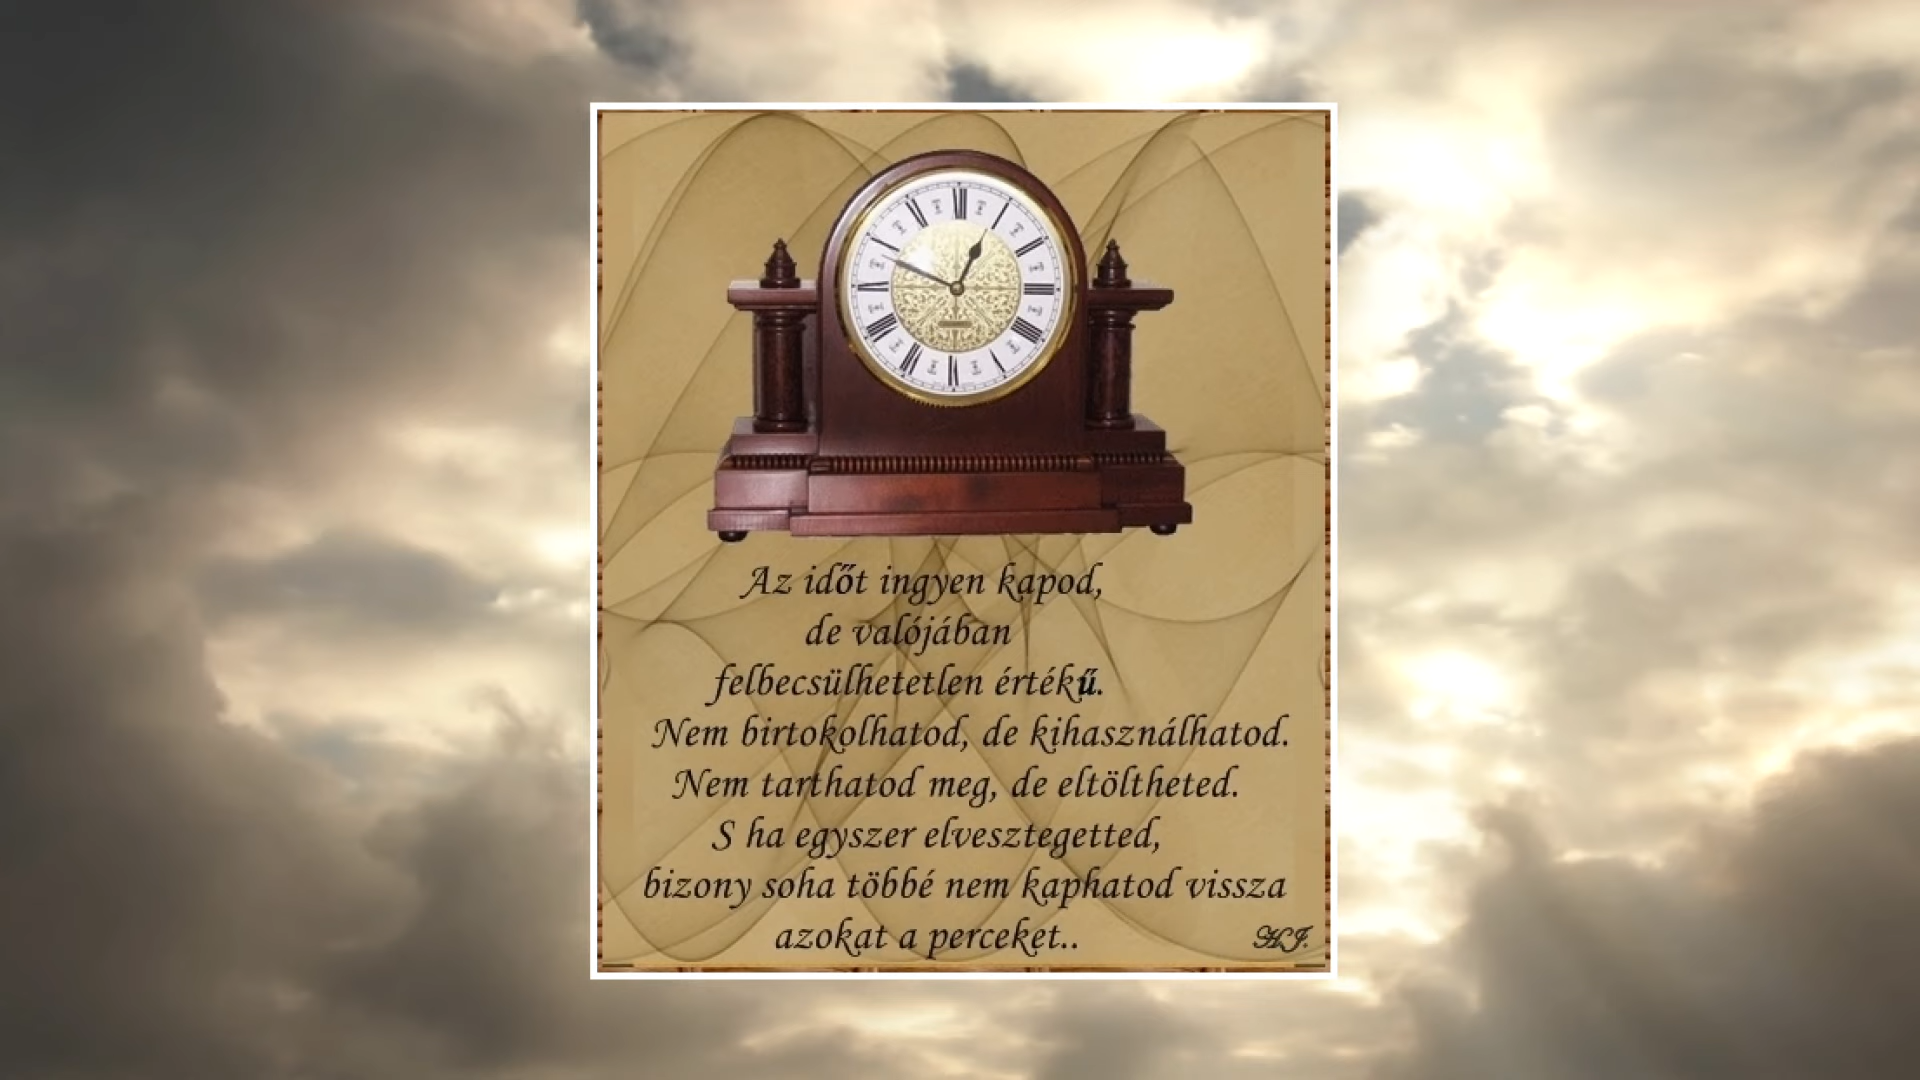 Az időt ingyen kapod,
de valójában
felbecsülhetetlen értékű.
Nem birtokolhatod, de kihasználhatod.
Nem tarthatod meg, de eltöltheted.
S ha egyszer elvesztegetted,
bizony soha többé nem kaphatod vissza
azokat a perceket..
H.J.